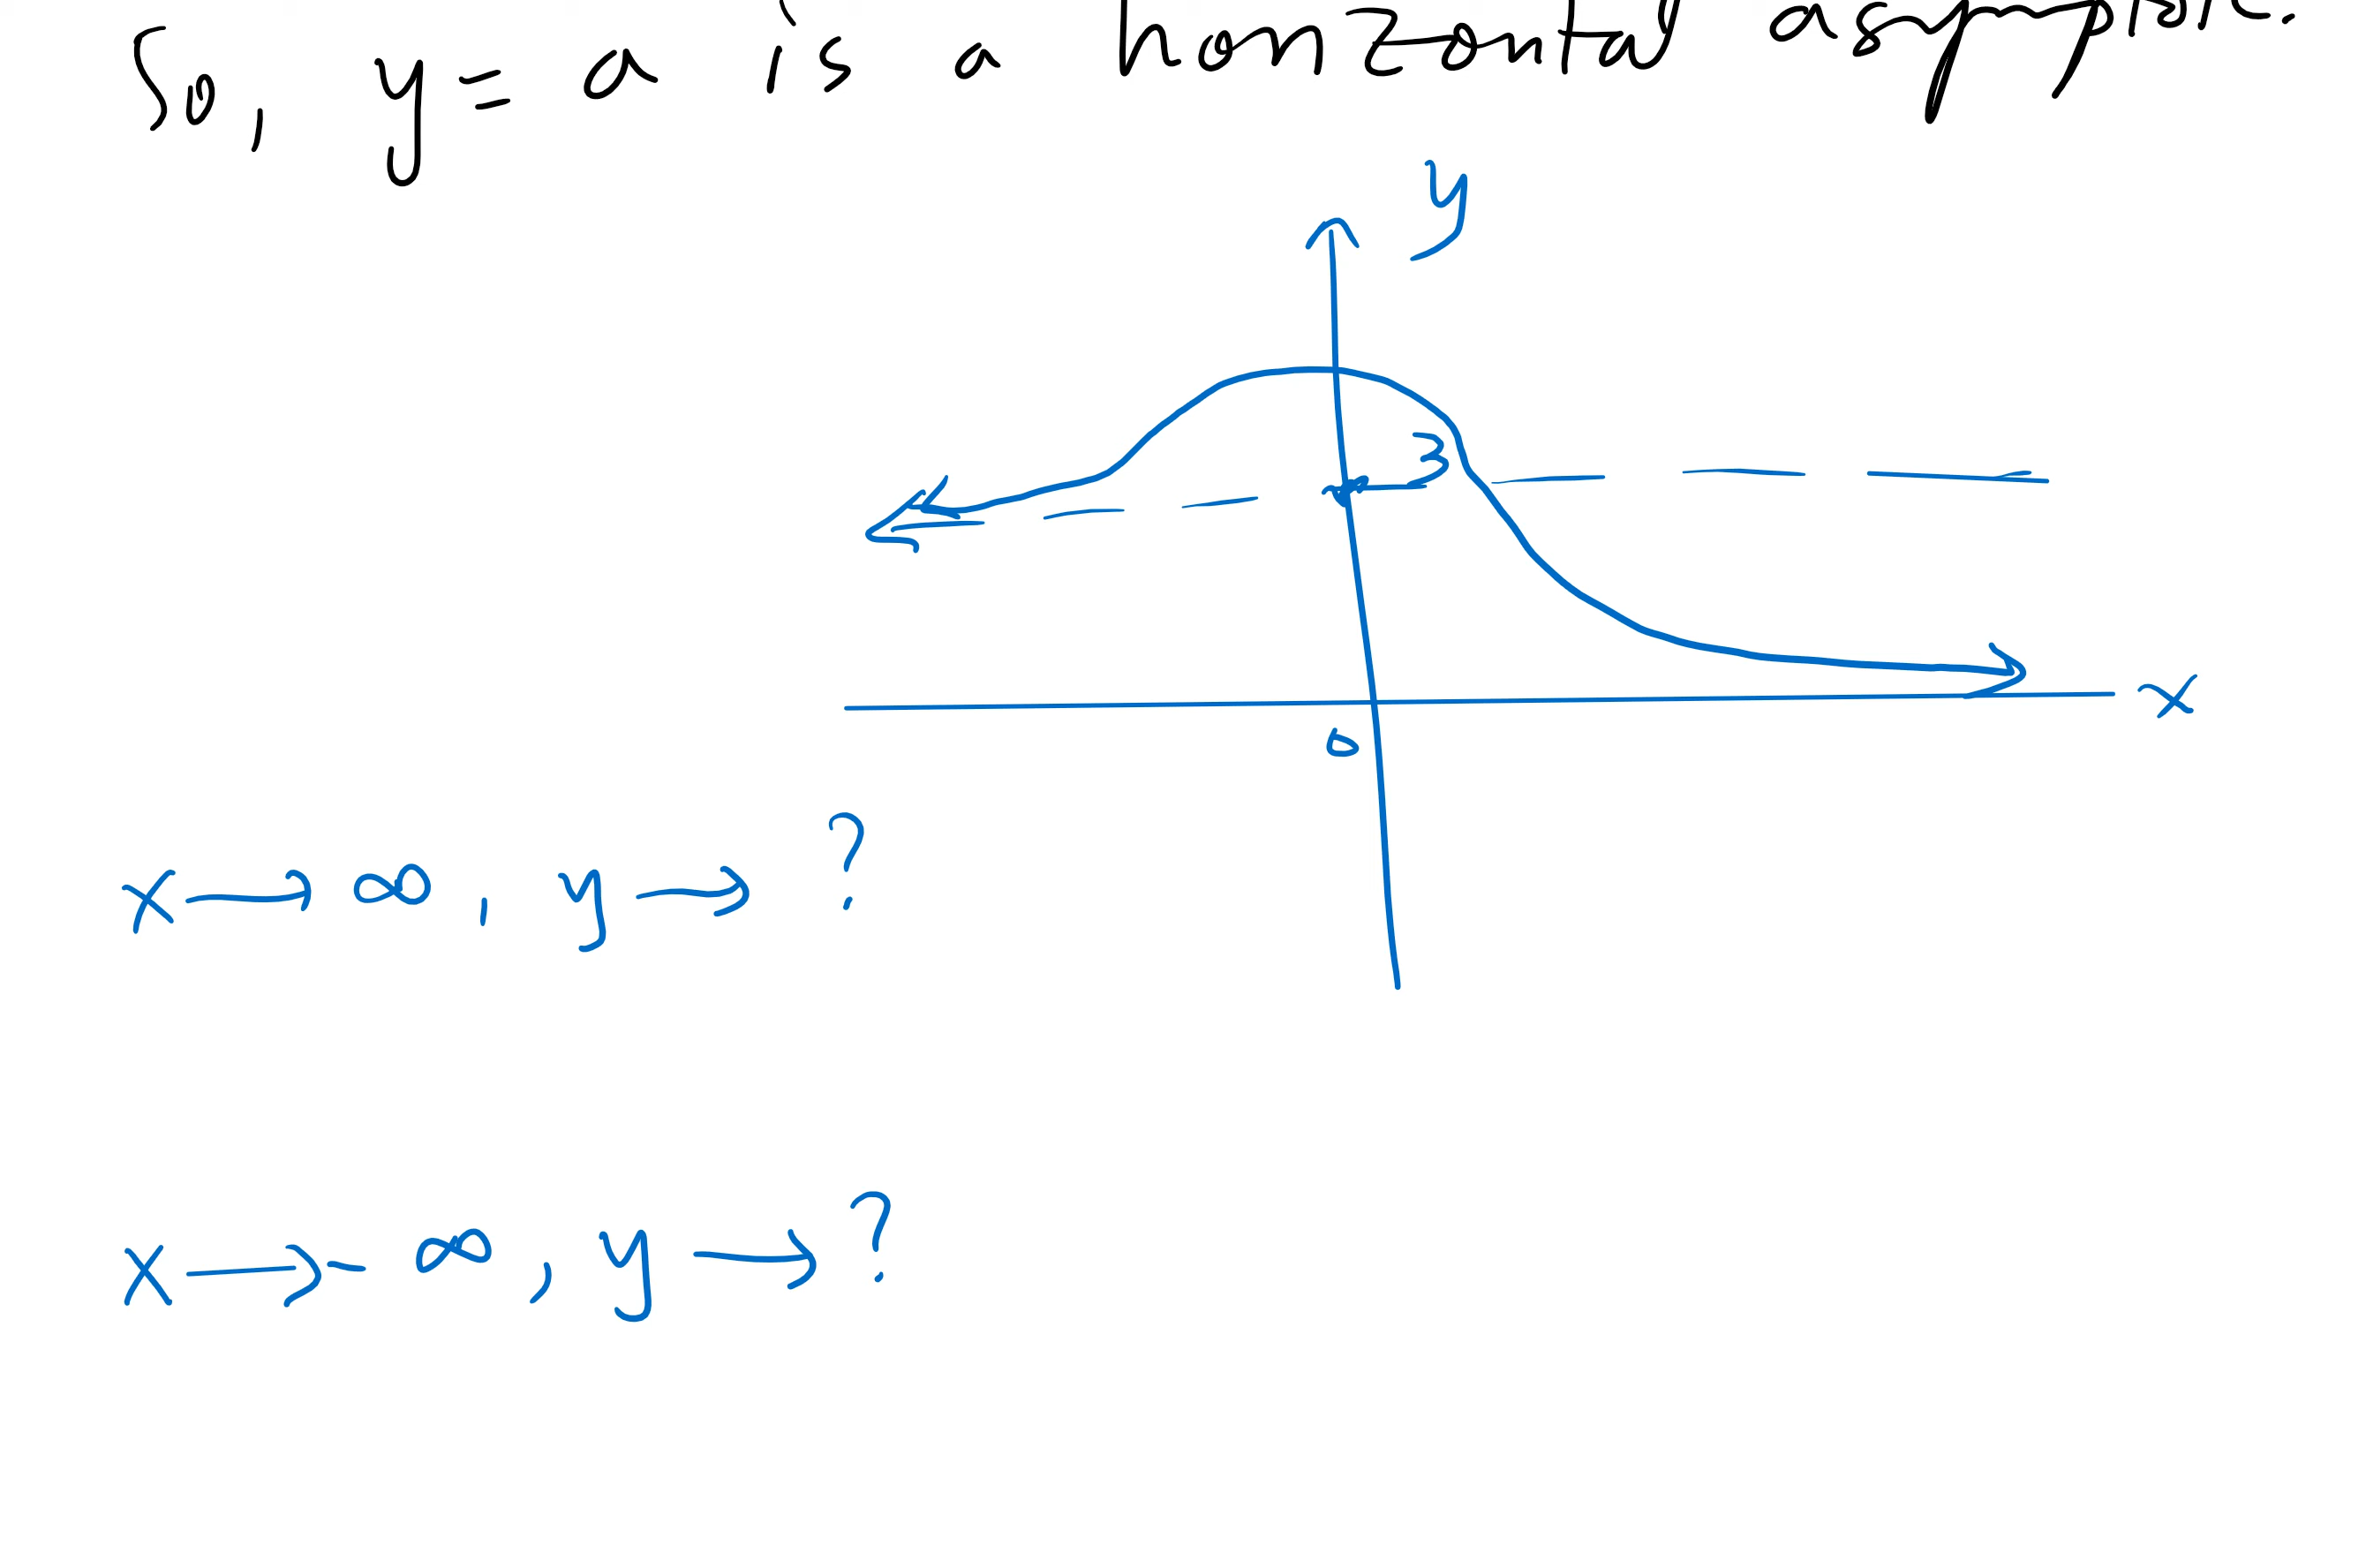 So, y = a is a horizontal asymptote.
y
3
x
0
x → ∞, y → ?
x → -∞, y → ?